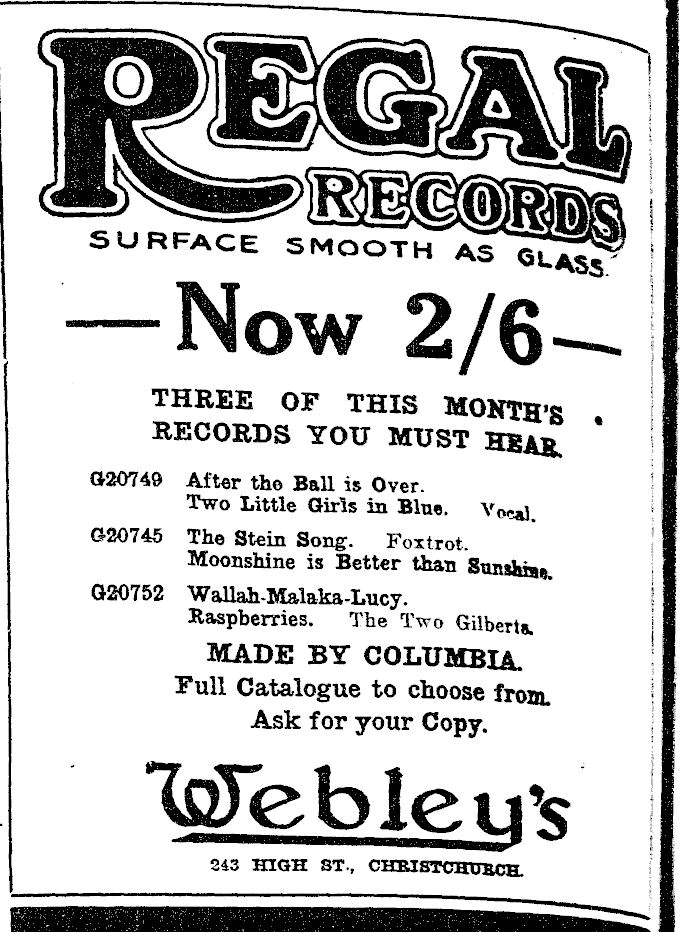 REGAL
RECORDS
SURFACE SMOOTH AS GLASS.
—Now 2/6—
THREE OF THIS MONTH'S
RECORDS YOU MUST HEAR.
G20749 After the Ball is Over.
Two Little Girls in Blue. Vocal.
G20745 The Stein Song. Foxtrot.
Moonshine is Better than Sunshine.
G20752 Wallah-Malaka-Lucy.
Raspberries. The Two Gilberts.
MADE BY COLUMBIA.
Full Catalogue to choose from.
Ask for your Copy.
Webley's
243 HIGH ST., CHRISTCHURCH.